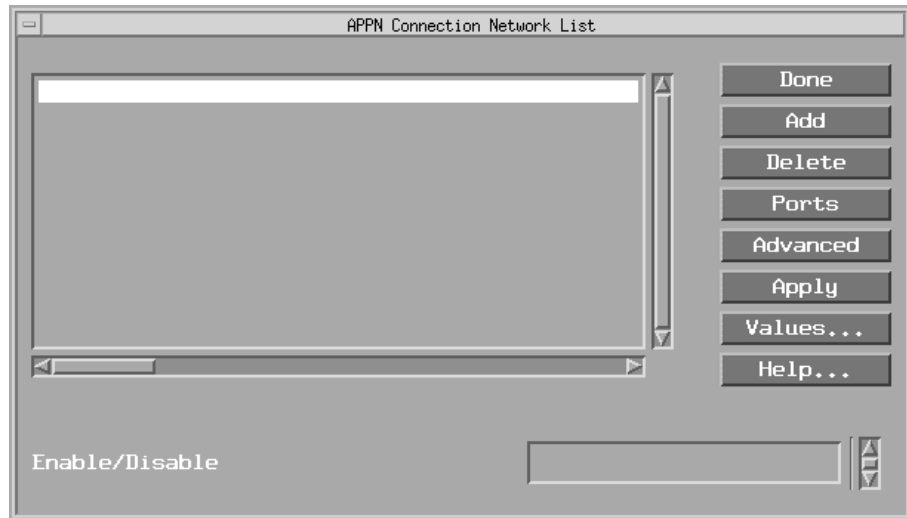 APPN Connection Network List
Done
Add
Delete
Ports
Advanced
Apply
Values...
Help...
Enable/Disable